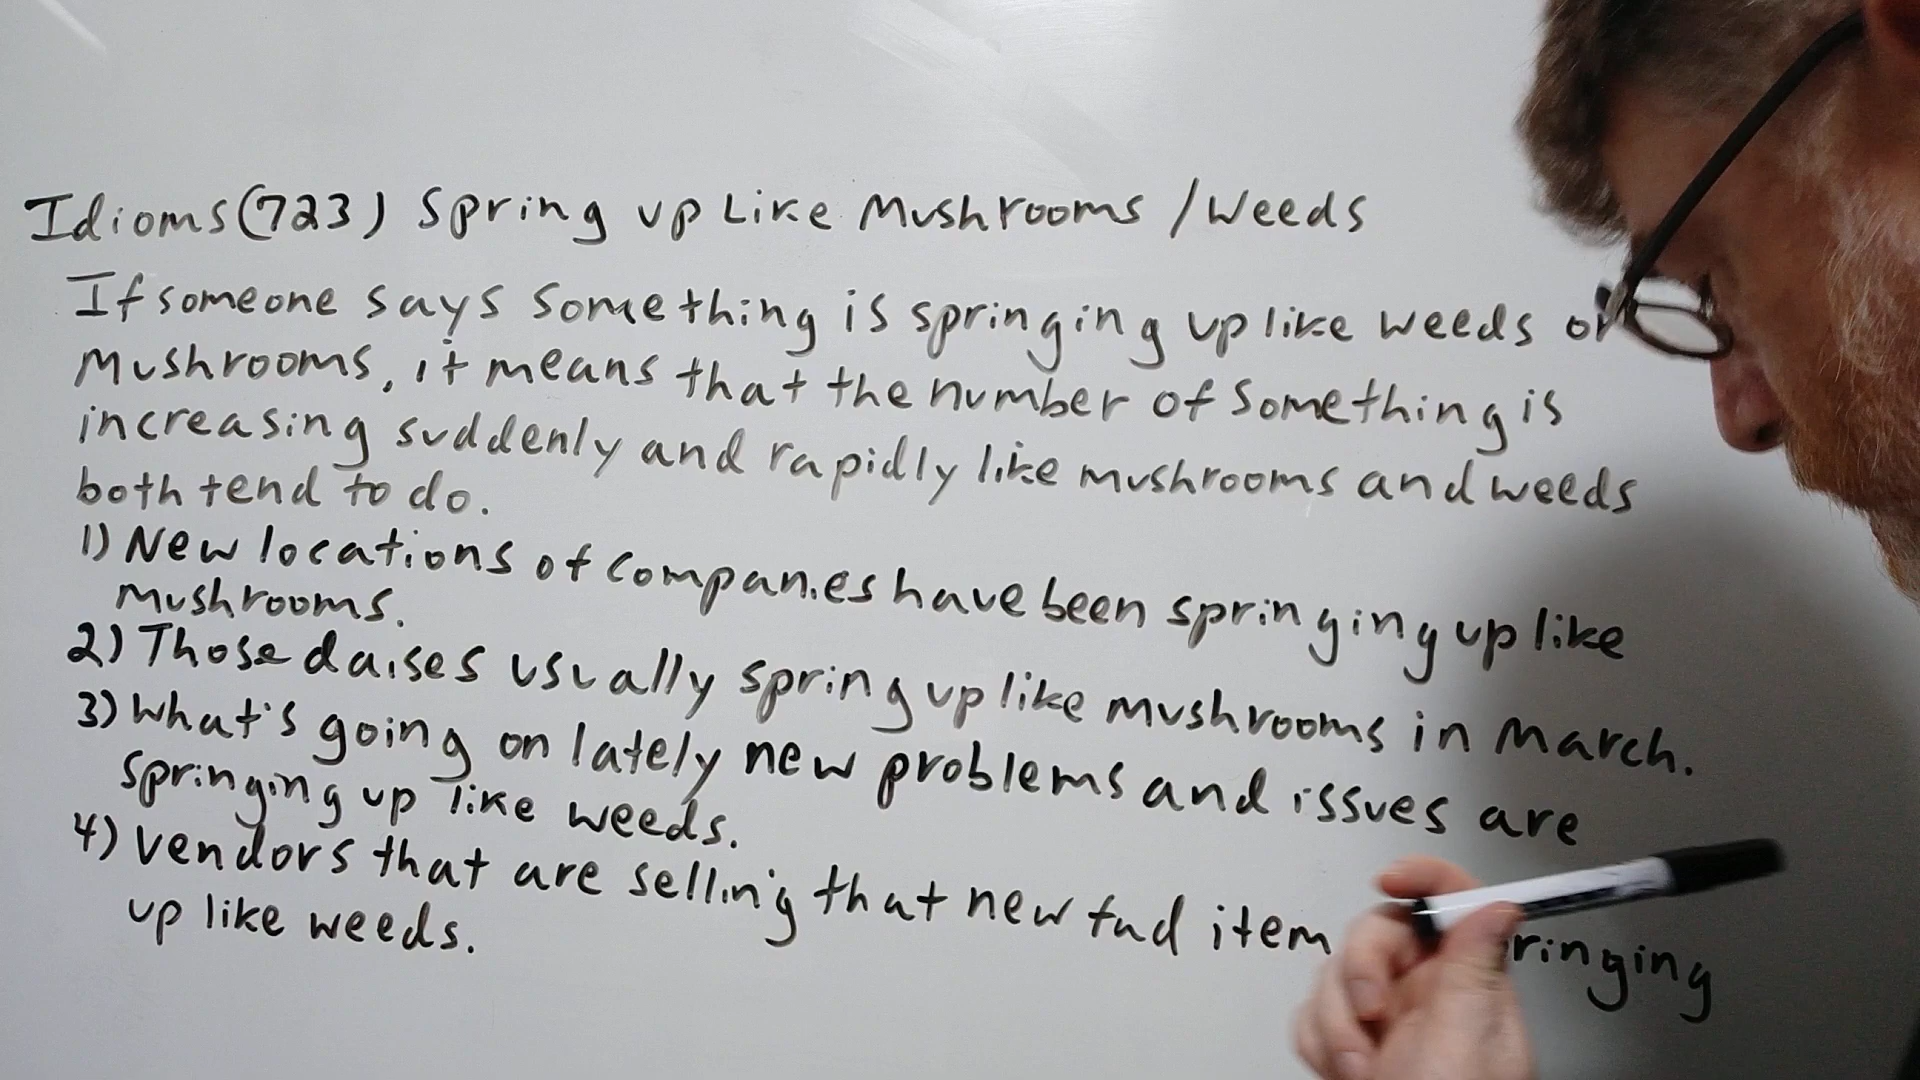 Idioms (723) Spring up Like Mushrooms / Weeds
If someone says something is springing up like weeds or
Mushrooms, it means that the number of something is
increasing suddenly and rapidly like mushrooms and weeds
both tend to do.
1) New locations of companies have been springing up like
Mushrooms.
2) Those daises usually spring up like mushrooms in March.
3) What's going on lately new problems and issues are
springing up like weeds.
4) Vendors that are selling that new fad item ringing
up like weeds.